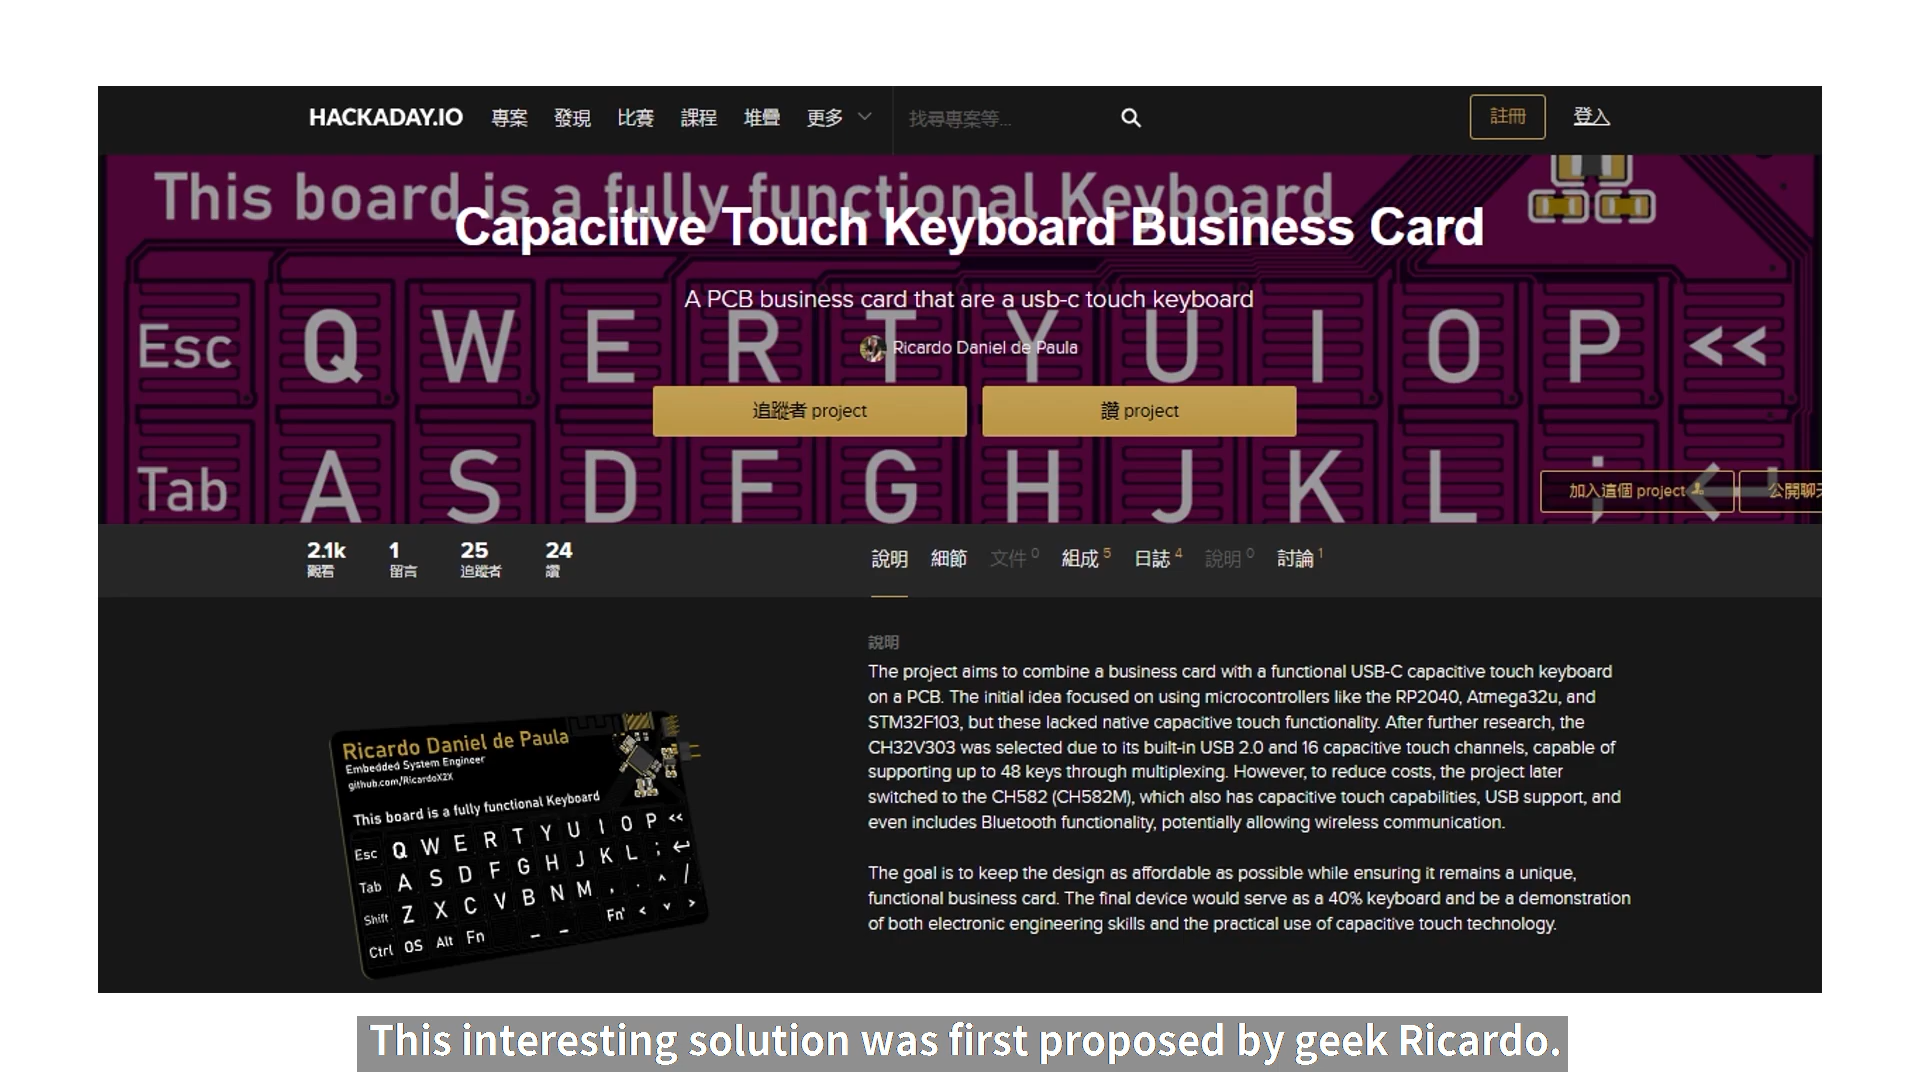 HACKADAY.IO 專案 發現 比賽 課程 堆疊 更多 找尋專案等... 註冊 登入
This board is a fully functional Keyboard
Capacitive Touch Keyboard Business Card
A PCB business card that are a usb-c touch keyboard
Ricardo Daniel de Paula
Esc Q W E R T Y U I O P <<
追蹤者 project 讚 project
Tab A S D F G H J K L ;
加入這個 project 公開聊
2.1k 1 25 24
觀看 留言 追蹤者 讚
說明 細節 文件 0 組成 5 日誌 4 說明 0 討論 1
說明
The project aims to combine a business card with a functional USB-C capacitive touch keyboard
on a PCB. The initial idea focused on using microcontrollers like the RP2040, Atmega32u, and
STM32F103, but these lacked native capacitive touch functionality. After further research, the
CH32V303 was selected due to its built-in USB 2.0 and 16 capacitive touch channels, capable of
supporting up to 48 keys through multiplexing. However, to reduce costs, the project later
switched to the CH582 (CH582M), which also has capacitive touch capabilities, USB support, and
even includes Bluetooth functionality, potentially allowing wireless communication.
The goal is to keep the design as affordable as possible while ensuring it remains a unique,
functional business card. The final device would serve as a 40% keyboard and be a demonstration
of both electronic engineering skills and the practical use of capacitive touch technology.
Ricardo Daniel de Paula
Embedded System Engineer
github.com/RicardoX2X
This board is a fully functional Keyboard
Esc Q W E R T Y U I O P <<
Tab A S D F G H J K L ; ↵
Shift Z X C V B N M , . ^ /
Ctrl OS Alt Fn _ _ Fn' < v >
This interesting solution was first proposed by geek Ricardo.